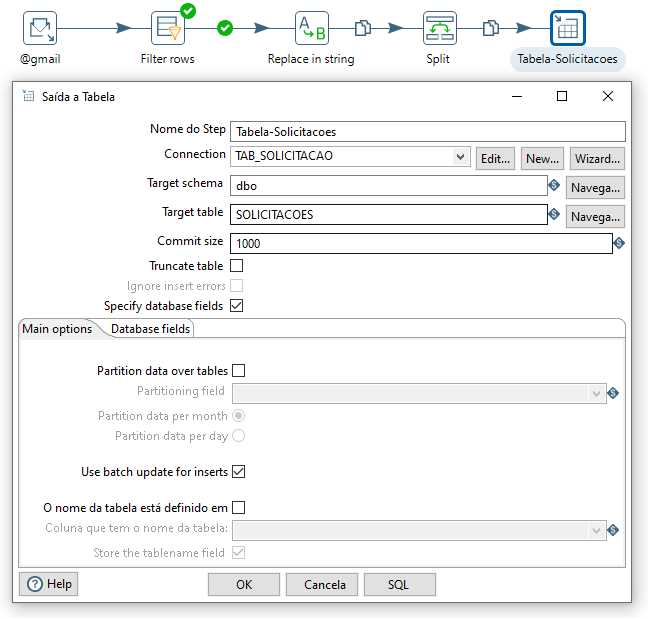 @gmail Filter rows Replace in string Split Tabela-Solicitacoes
Saída a Tabela
Nome do Step Tabela-Solicitacoes
Connection TAB_SOLICITACAO Edit... New... Wizard...
Target schema dbo Navega...
Target table SOLICITACOES Navega...
Commit size 1000
Truncate table
Ignore insert errors
Specify database fields
Main options Database fields
Partition data over tables
Partitioning field
Partition data per month
Partition data per day
Use batch update for inserts
O nome da tabela está definido em
Coluna que tem o nome da tabela:
Store the tablename field
Help OK Cancela SQL